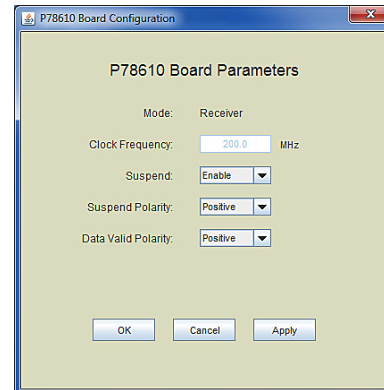 P78610 Board Configuration
P78610 Board Parameters
Mode: Receiver
Clock Frequency: 200.0 MHz
Suspend: Enable
Suspend Polarity: Positive
Data Valid Polarity: Positive
OK Cancel Apply